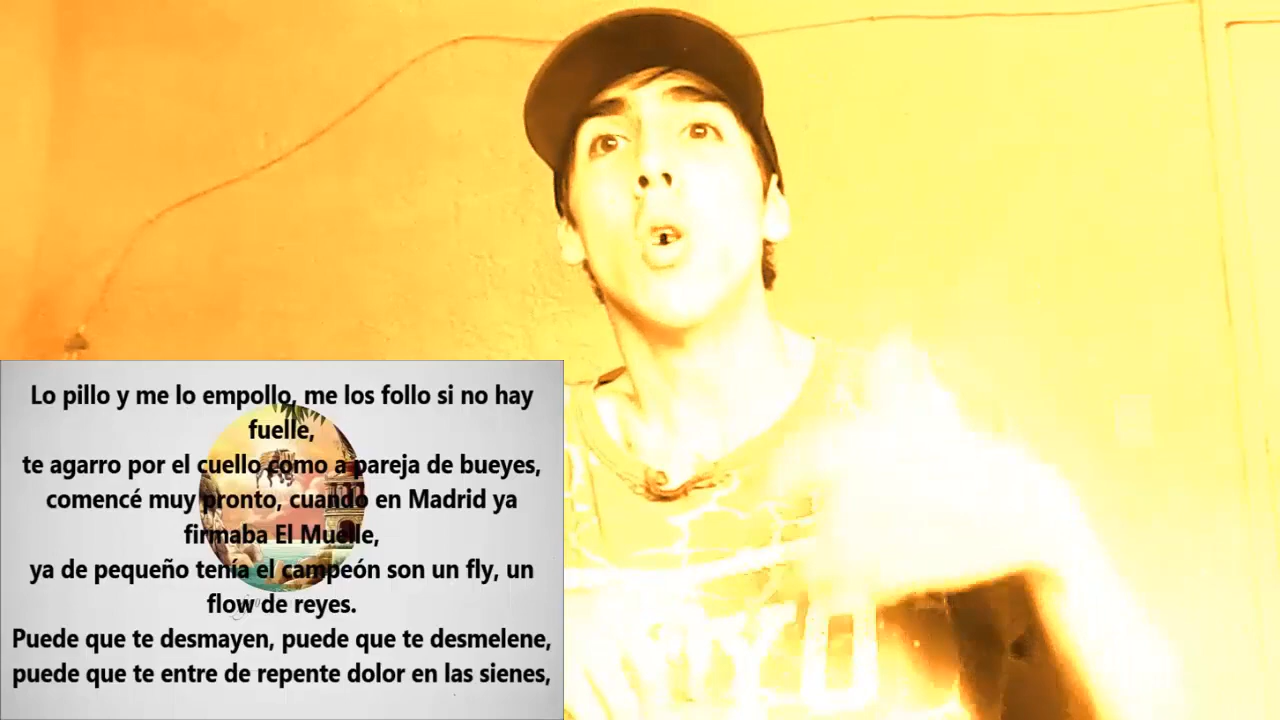 Lo pillo y me lo empollo, me los follo si no hay
fuelle,
te agarro por el cuello como a pareja de bueyes,
comencé muy pronto, cuando en Madrid ya
firmaba El Muelle,
ya de pequeño tenía el campeón son un fly, un
flow de reyes.
Puede que te desmayen, puede que te desmelene,
puede que te entre de repente dolor en las sienes,